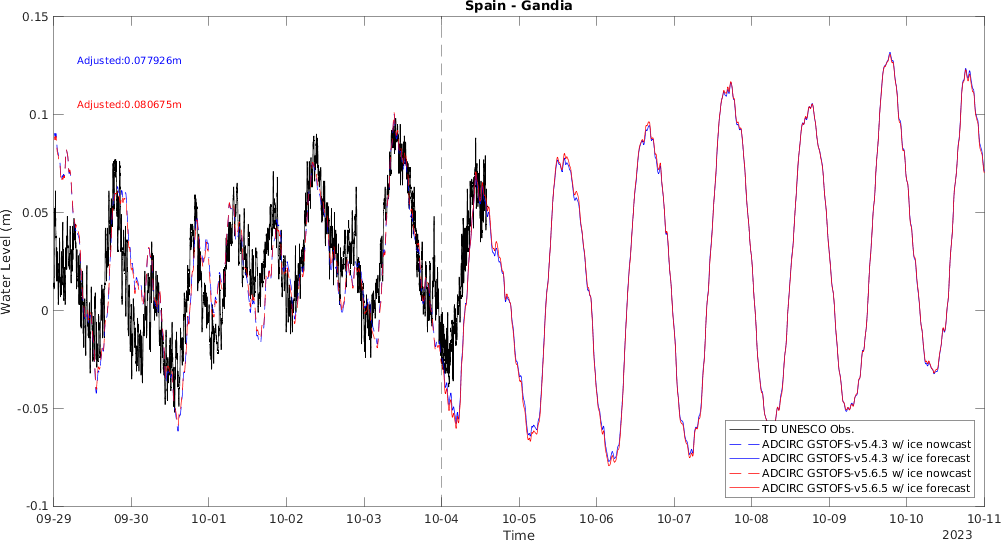 Spain - Gandia
0.15
0.1
0.05
0
-0.05
-0.1
Water Level (m)
Adjusted:0.077926m
Adjusted:0.080675m
TD UNESCO Obs.
ADCIRC GSTOFS-v5.4.3 w/ ice nowcast
ADCIRC GSTOFS-v5.4.3 w/ ice forecast
ADCIRC GSTOFS-v5.6.5 w/ ice nowcast
ADCIRC GSTOFS-v5.6.5 w/ ice forecast
09-29 09-30 10-01 10-02 10-03 10-04 10-05 10-06 10-07 10-08 10-09 10-10 10-11
Time
2023